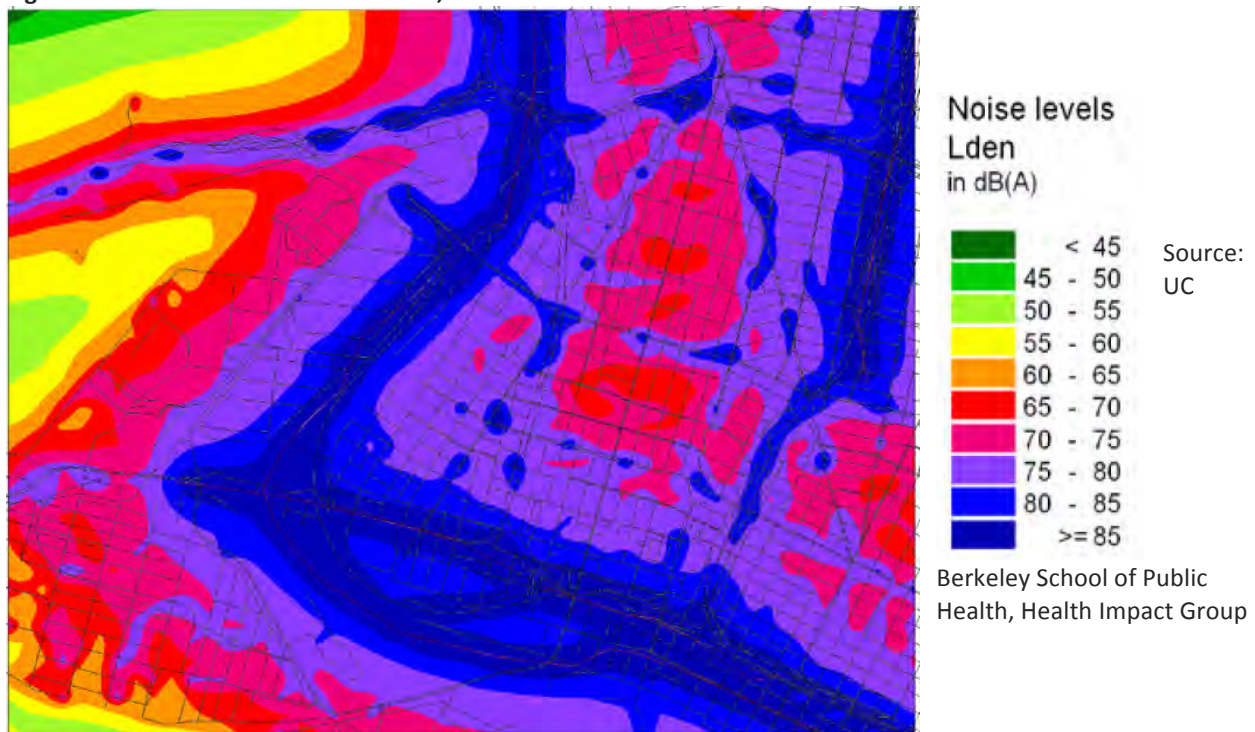 Noise levels
Lden
in dB(A)
< 45
45 - 50
50 - 55
55 - 60
60 - 65
65 - 70
70 - 75
75 - 80
80 - 85
>= 85
Source:
UC
Berkeley School of Public
Health, Health Impact Group